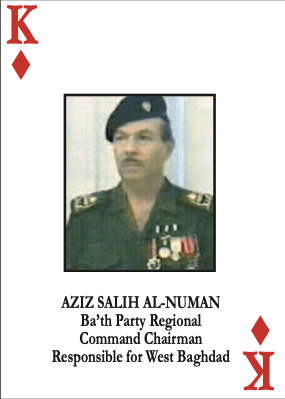 K
AZIZ SALIH AL-NUMAN
Ba'th Party Regional
Command Chairman
Responsible for West Baghdad
K